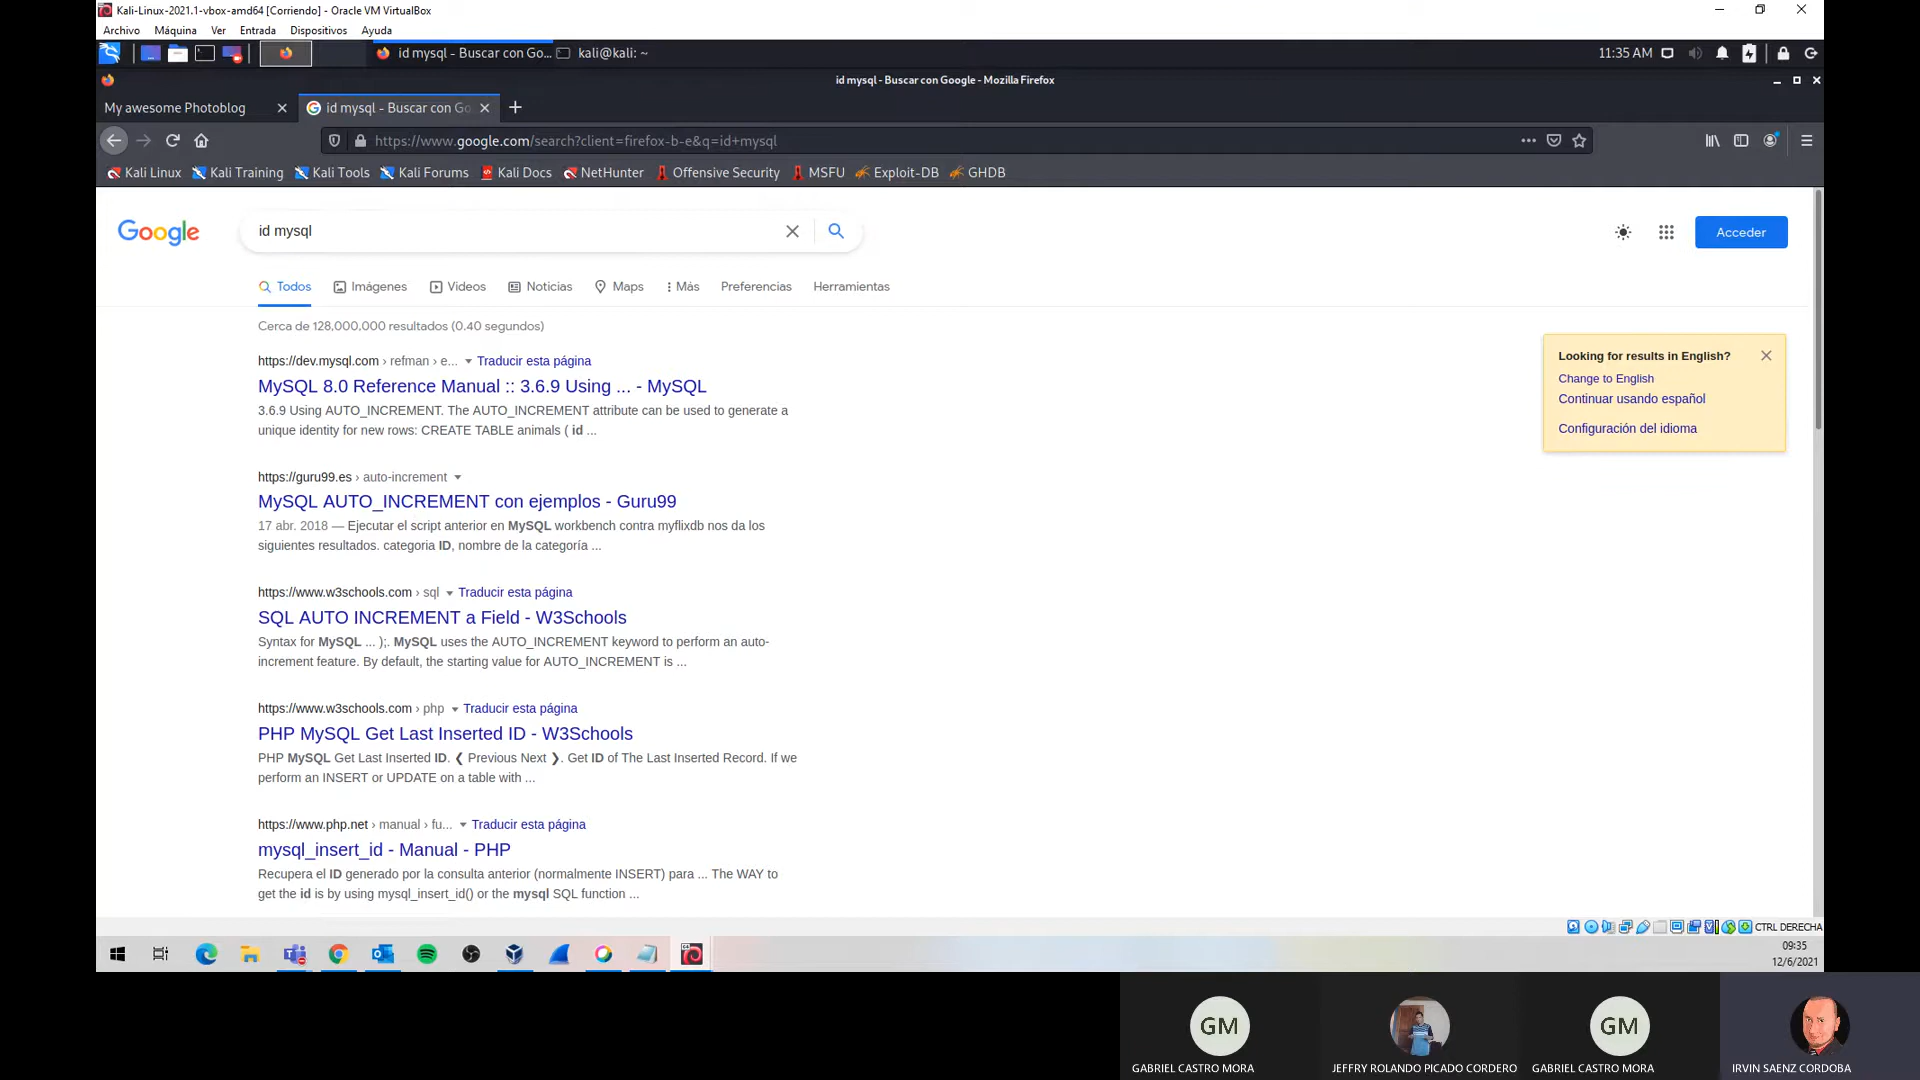 Kali-Linux-2021.1-vbox-amd64 [Corriendo] - Oracle VM VirtualBox
Archivo Máquina Ver Entrada Dispositivos Ayuda
id mysql - Buscar con Go... kali@kali: ~ 11:35 AM
id mysql - Buscar con Google - Mozilla Firefox
My awesome Photoblog id mysql - Buscar con Go
https://www.google.com/search?client=firefox-b-e&q=id+mysql
Kali Linux Kali Training Kali Tools Kali Forums Kali Docs NetHunter Offensive Security MSFU Exploit-DB GHDB
Google id mysql Acceder
Todos Imágenes Videos Noticias Maps Más Preferencias Herramientas
Cerca de 128,000,000 resultados (0.40 segundos)
https://dev.mysql.com › refman › e... Traducir esta página
MySQL 8.0 Reference Manual :: 3.6.9 Using ... - MySQL
3.6.9 Using AUTO_INCREMENT. The AUTO_INCREMENT attribute can be used to generate a
unique identity for new rows: CREATE TABLE animals ( id ...
Looking for results in English?
Change to English
Continuar usando español
Configuración del idioma
https://guru99.es › auto-increment
MySQL AUTO_INCREMENT con ejemplos - Guru99
17 abr. 2018 — Ejecutar el script anterior en MySQL workbench contra myflixdb nos da los
siguientes resultados. categoria ID, nombre de la categoría ...
https://www.w3schools.com › sql Traducir esta página
SQL AUTO INCREMENT a Field - W3Schools
Syntax for MySQL ... );. MySQL uses the AUTO_INCREMENT keyword to perform an auto-
increment feature. By default, the starting value for AUTO_INCREMENT is ...
https://www.w3schools.com › php Traducir esta página
PHP MySQL Get Last Inserted ID - W3Schools
PHP MySQL Get Last Inserted ID. ❮ Previous Next ❯. Get ID of The Last Inserted Record. If we
perform an INSERT or UPDATE on a table with ...
https://www.php.net › manual › fu... Traducir esta página
mysql_insert_id - Manual - PHP
Recupera el ID generado por la consulta anterior (normalmente INSERT) para ... The WAY to
get the id is by using mysql_insert_id() or the mysql SQL function ...
CTRL DERECHA
09:35
12/6/2021
GM GM
GABRIEL CASTRO MORA JEFFRY ROLANDO PICADO CORDERO GABRIEL CASTRO MORA IRVIN SAENZ CORDOBA